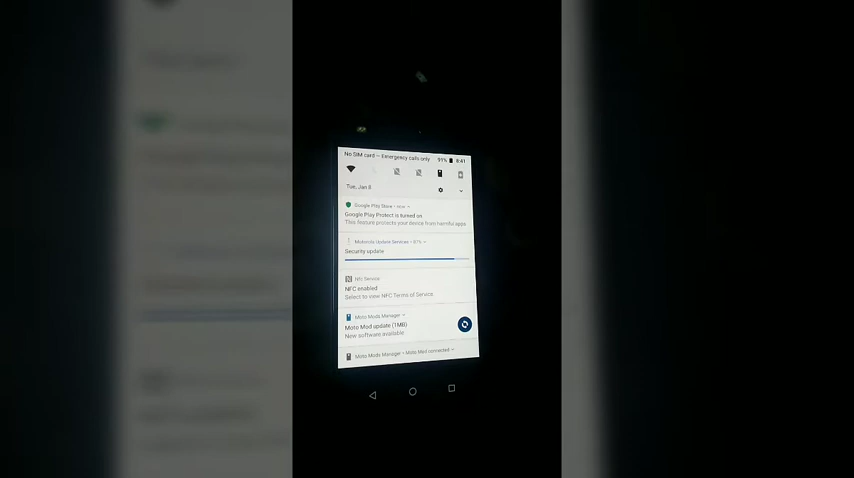 No SIM card — Emergency calls only 91% 8:41
Tue, Jan 8
Google Play Store • now
Google Play Protect is turned on
This feature protects your device from harmful apps.
Motorola Update Services • 87%
Security update
Nfc Service
NFC enabled
Select to view NFC Terms of Service.
Moto Mods Manager
Moto Mod update (1MB)
New software available
Moto Mods Manager • Moto Mod connected